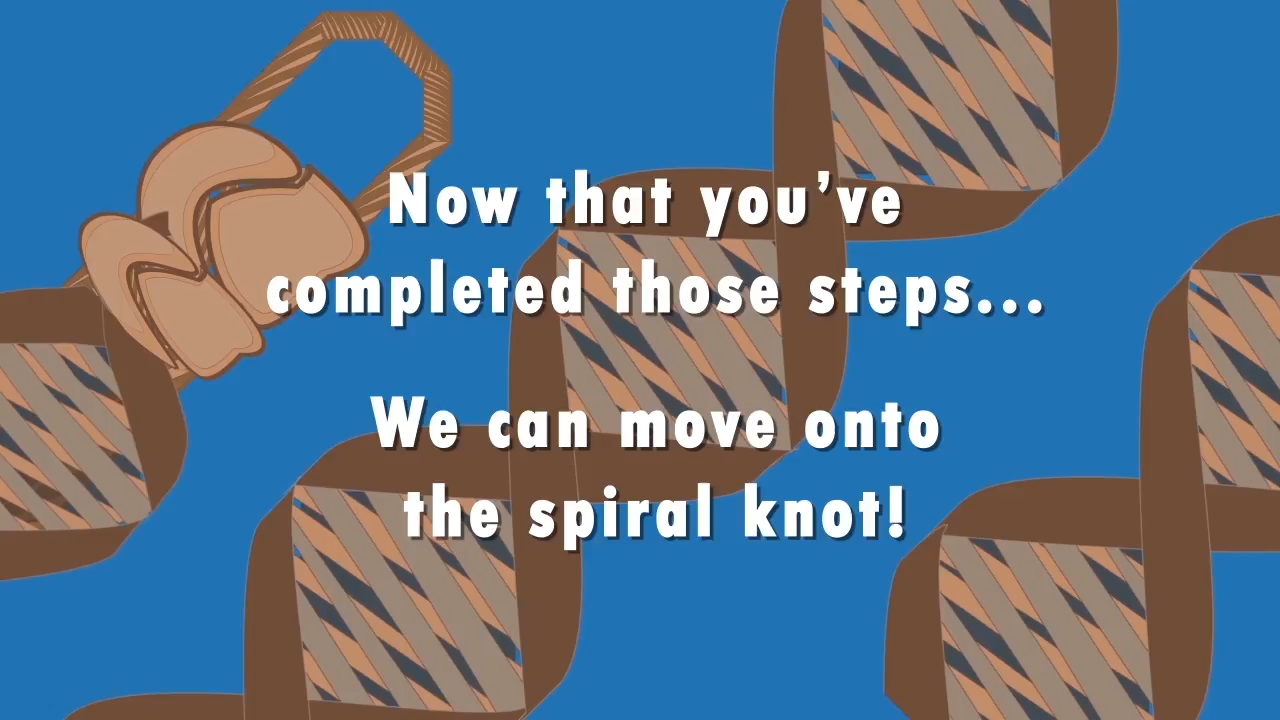 Now that you’ve
completed those steps...
We can move onto
the spiral knot!